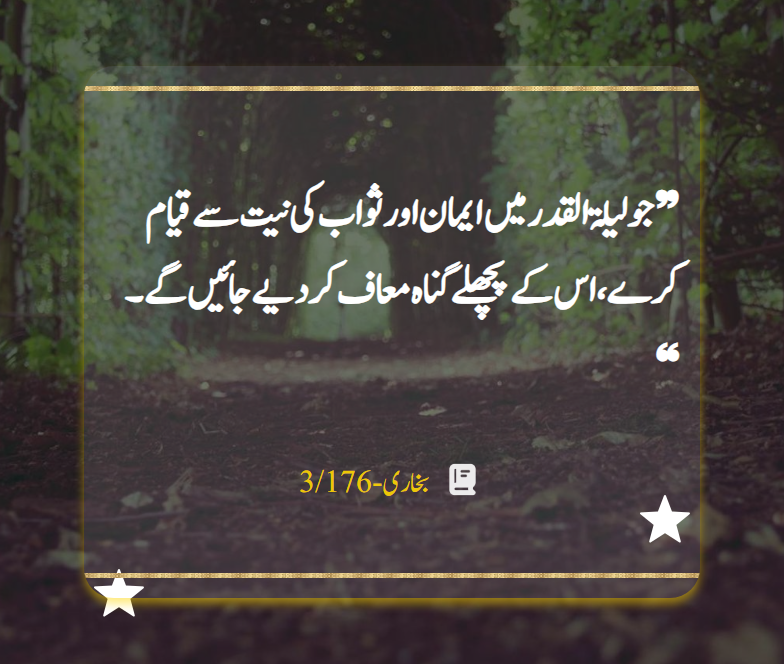 ”جو لیلۃ القدر میں ایمان اور ثواب کی نیت سے قیام
کرے، اس کے پچھلے گناہ معاف کر دیے جائیں گے۔
“
بخاری-3/176